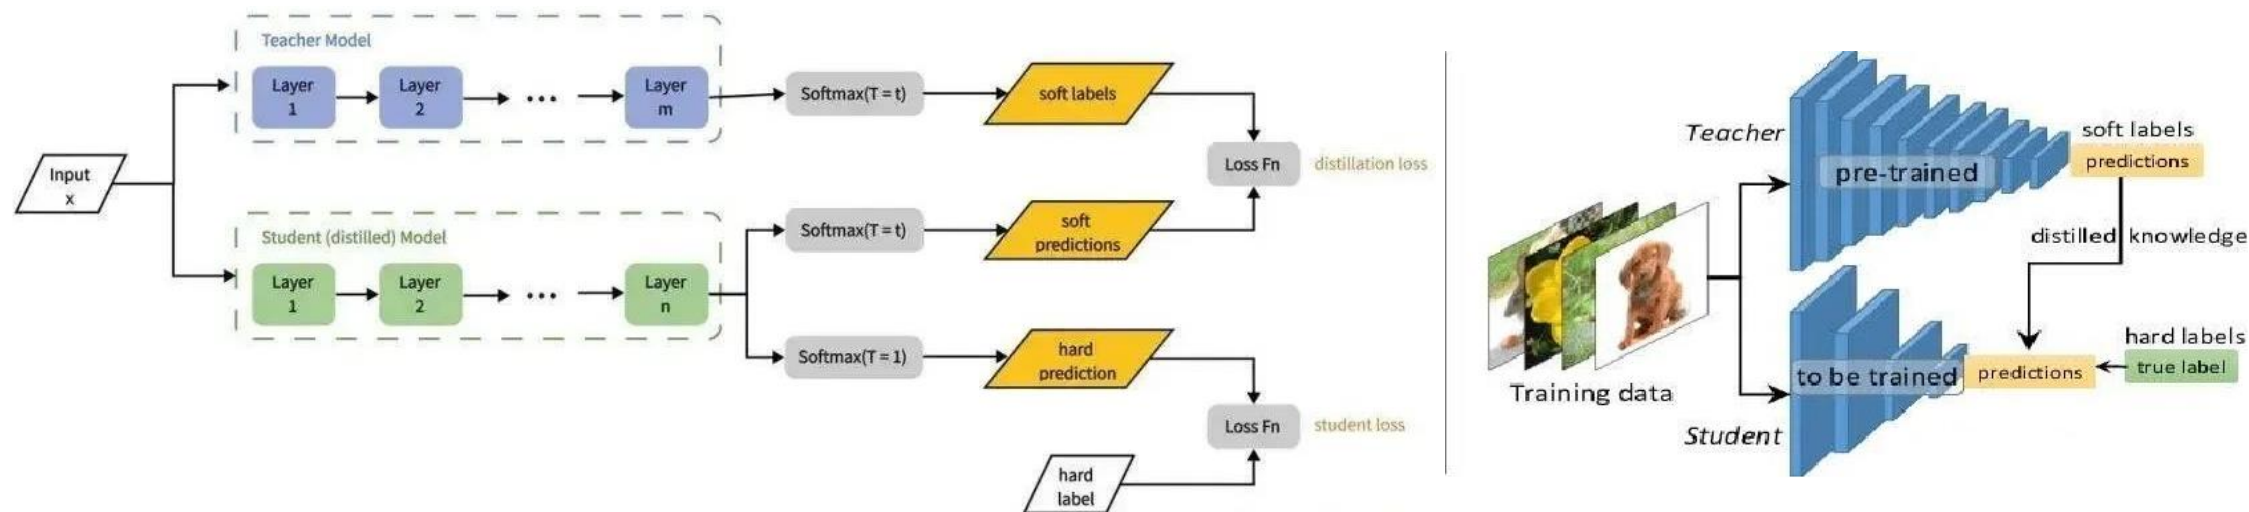 Teacher Model
Layer
1
Layer
2
...
Layer
m
Softmax(T = t)
soft labels
Input
x
Loss Fn
distillation loss
Student (distilled) Model
Layer
1
Layer
2
...
Layer
n
Softmax(T = t)
soft
predictions
Softmax(T = 1)
hard
prediction
Loss Fn
student loss
hard
label
Teacher
pre-trained
soft labels
predictions
distilled knowledge
Training data
to be trained
predictions
hard labels
true label
Student